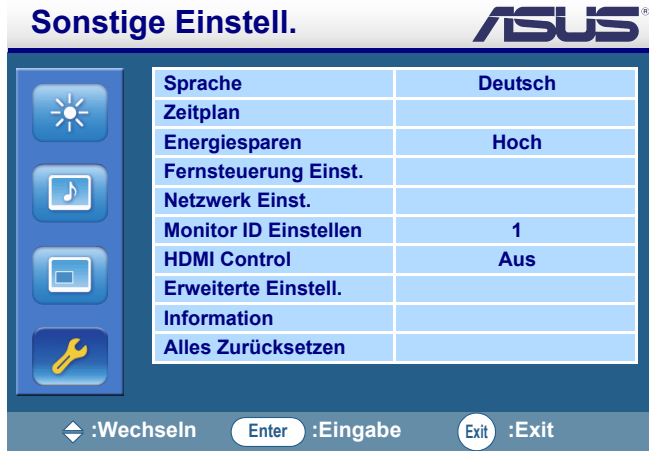 Sonstige Einstell.
ASUS®
Sprache Deutsch
Zeitplan
Energiesparen Hoch
Fernsteuerung Einst.
Netzwerk Einst.
Monitor ID Einstellen 1
HDMI Control Aus
Erweiterte Einstell.
Information
Alles Zurücksetzen
:Wechseln Enter :Eingabe Exit :Exit